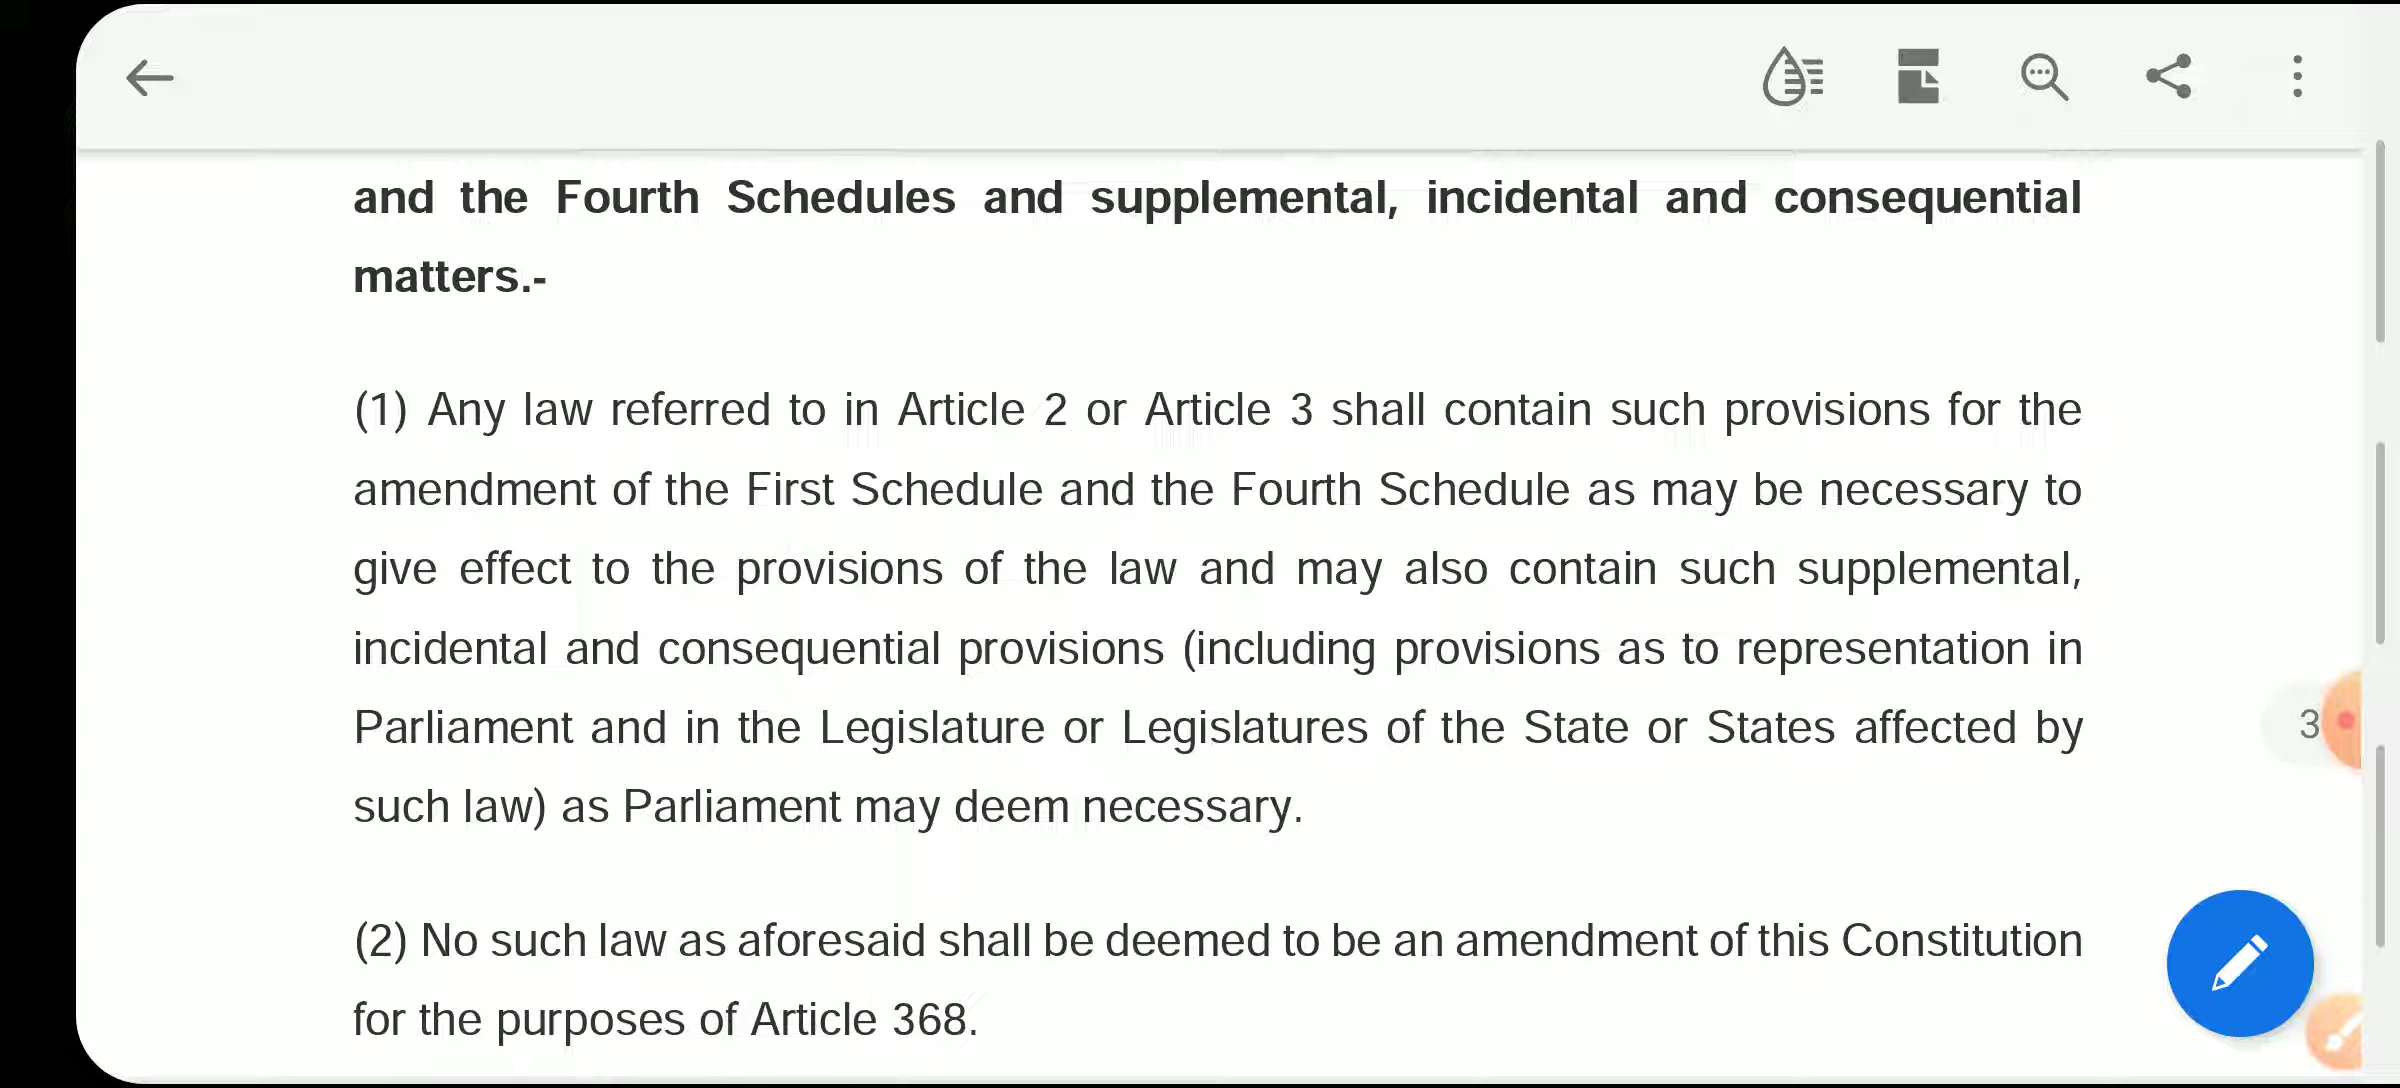 and the Fourth Schedules and supplemental, incidental and consequential
matters.-
(1) Any law referred to in Article 2 or Article 3 shall contain such provisions for the
amendment of the First Schedule and the Fourth Schedule as may be necessary to
give effect to the provisions of the law and may also contain such supplemental,
incidental and consequential provisions (including provisions as to representation in
Parliament and in the Legislature or Legislatures of the State or States affected by
such law) as Parliament may deem necessary.
3
(2) No such law as aforesaid shall be deemed to be an amendment of this Constitution
for the purposes of Article 368.